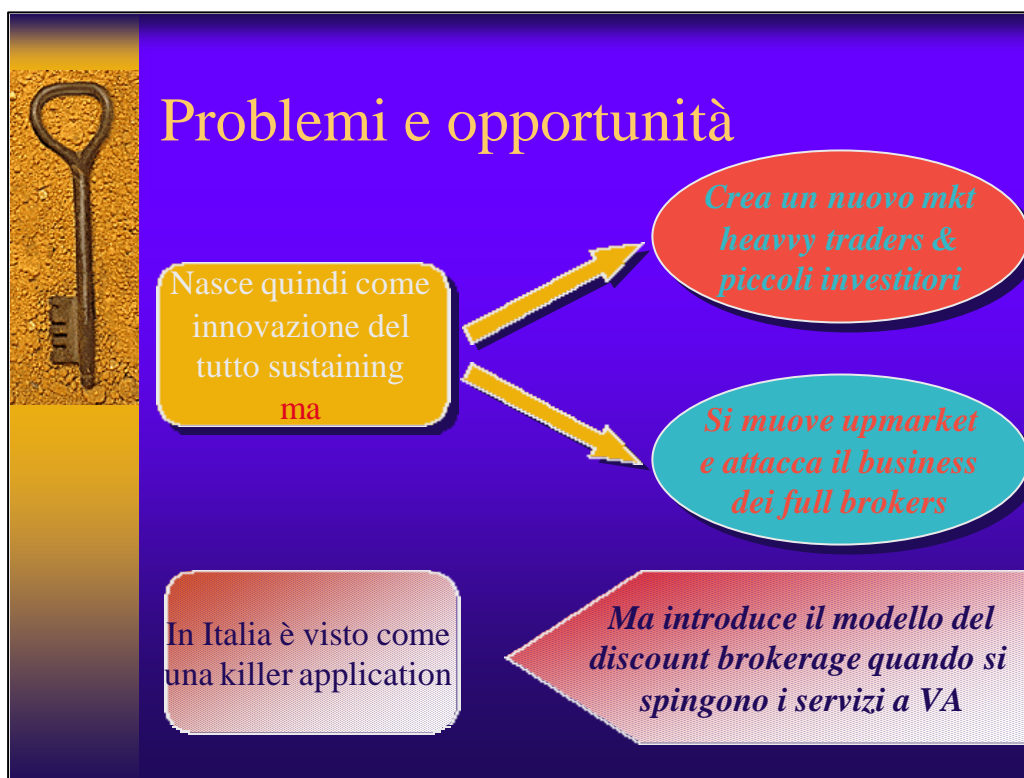 Problemi e opportunità
Nasce quindi come
innovazione del
tutto sustaining
ma
Crea un nuovo mkt
heavvy traders &
piccoli investitori
Si muove upmarket
e attacca il business
dei full brokers
In Italia è visto come
una killer application
Ma introduce il modello del
discount brokerage quando si
spingono i servizi a VA